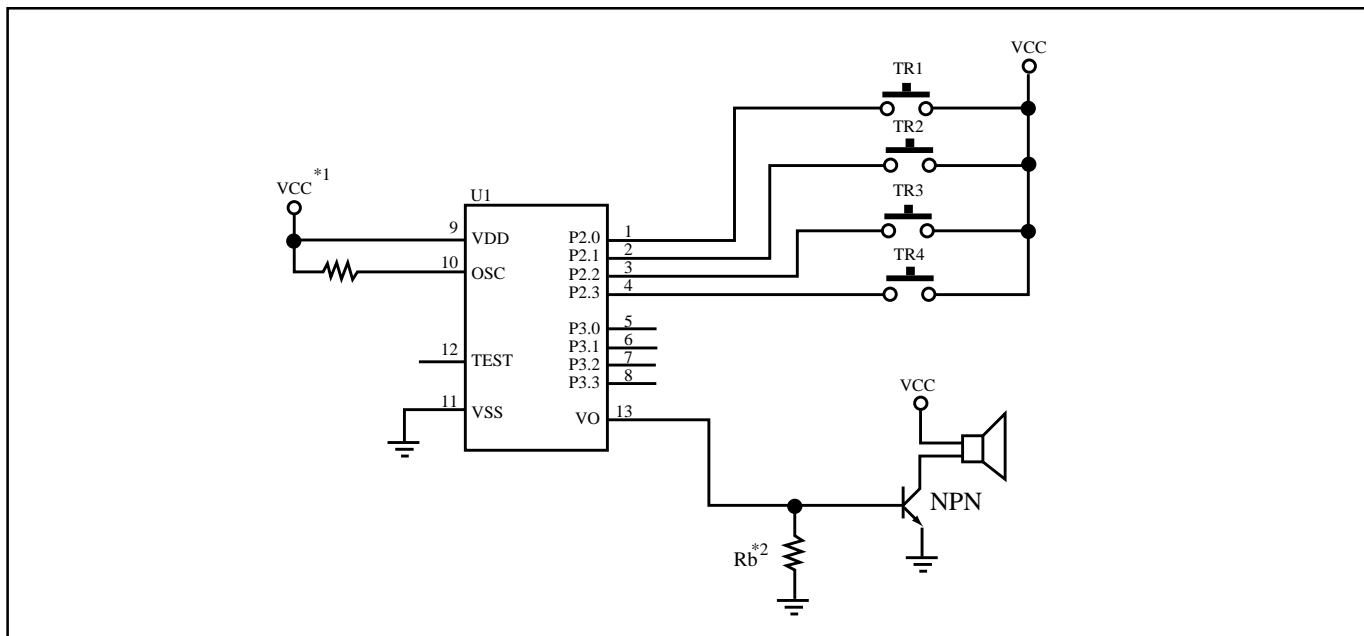 VCC
TR1
TR2
VCC *1
TR3
U1
9 VDD P2.0 1
P2.1 2
10 OSC P2.2 3
TR4
P2.3 4
P3.0 5
P3.1 6
12 TEST P3.2 7
P3.3 8
VCC
11 VSS VO 13
NPN
Rb*2